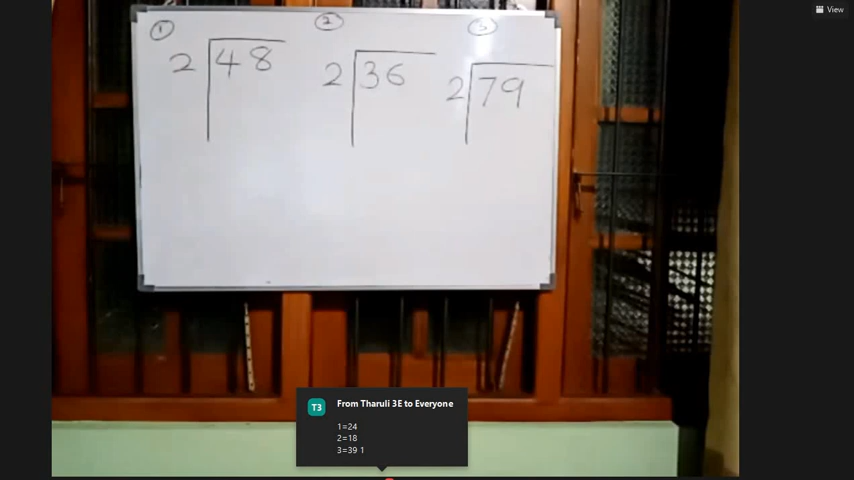 View
① ② ③
2 48 2 36 2 79
T3 From Tharuli 3E to Everyone
1=24
2=18
3=39 1